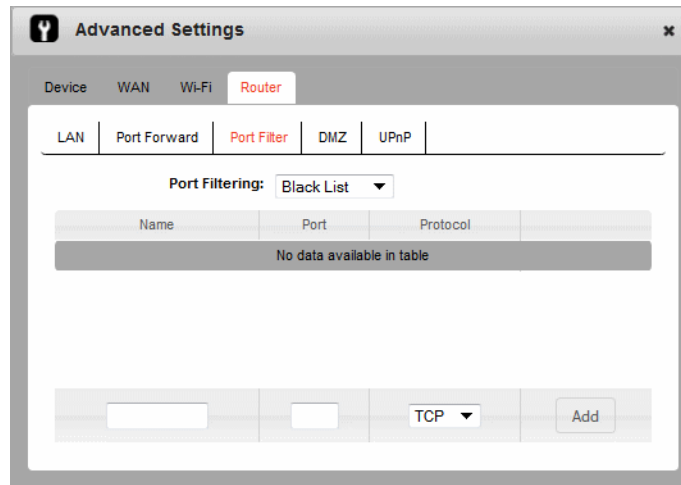 Advanced Settings
Device WAN Wi-Fi Router
LAN Port Forward Port Filter DMZ UPnP
Port Filtering: Black List
Name Port Protocol
No data available in table
TCP Add